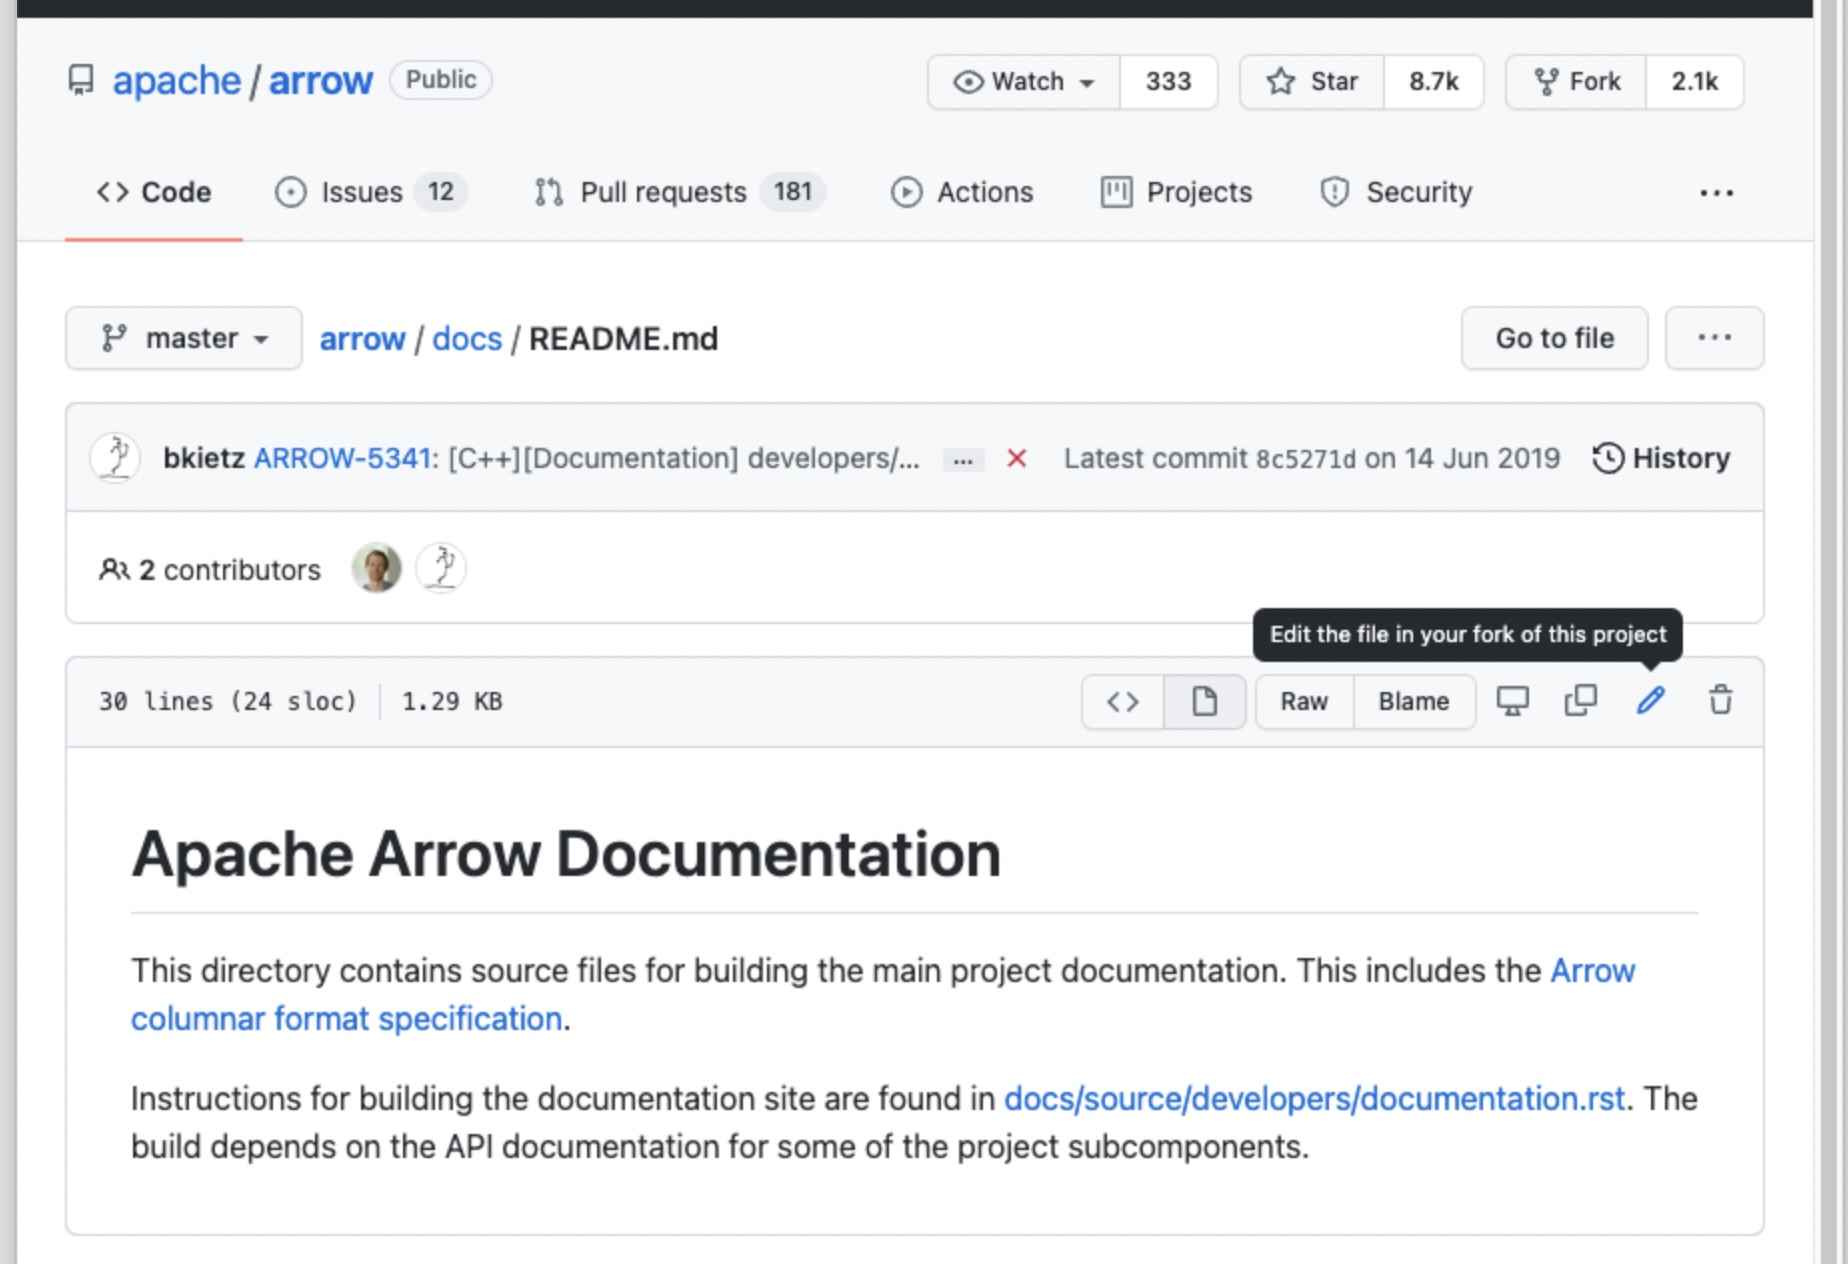 apache / arrow Public Watch 333 Star 8.7k Fork 2.1k
Code Issues 12 Pull requests 181 Actions Projects Security ...
master arrow / docs / README.md Go to file ...
bkietz ARROW-5341: [C++][Documentation] developers/... ... Latest commit 8c5271d on 14 Jun 2019 History
2 contributors
Edit the file in your fork of this project
30 lines (24 sloc) 1.29 KB <> Raw Blame
Apache Arrow Documentation
This directory contains source files for building the main project documentation. This includes the Arrow
columnar format specification.
Instructions for building the documentation site are found in docs/source/developers/documentation.rst. The
build depends on the API documentation for some of the project subcomponents.